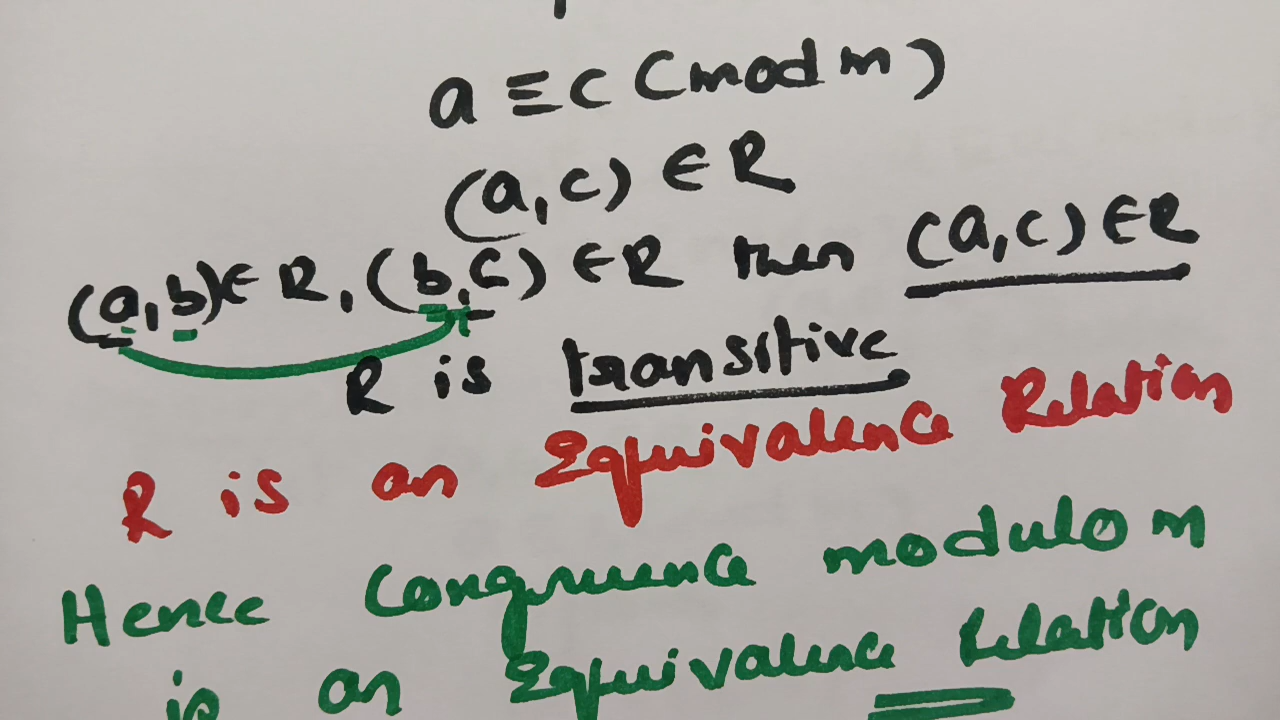 a ≡ c (mod m)
(a, c) ∈ R
(a, b) ∈ R, (b, c) ∈ R then (a, c) ∈ R
R is transitive
R is an Equivalence Relation
Hence Congruence modulo m
is an Equivalence Relation